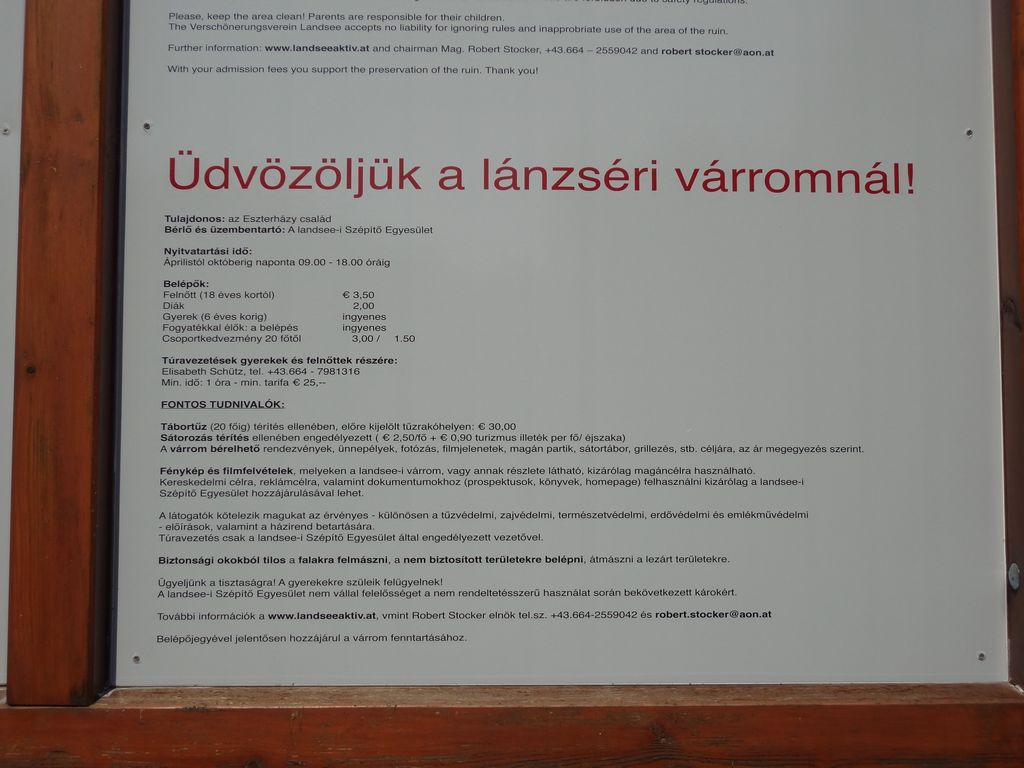 are forbidden due to safety regulations.
Please, keep the area clean! Parents are responsible for their children.
The Verschönerungsverein Landsee accepts no liability for ignoring rules and inapprobriate use of the area of the ruin.
Further information: www.landseeaktiv.at and chairman Mag. Robert Stocker, +43.664 – 2559042 and robert stocker@aon.at
With your admission fees you support the preservation of the ruin. Thank you!
Üdvözöljük a lánzséri várromnál!
Tulajdonos: az Eszterházy család
Bérlő és üzembentartó: A landsee-i Szépítő Egyesület
Nyitvatartási idő:
Áprilistól októberig naponta 09.00 - 18.00 óráig
Belépők:
Felnőtt (18 éves kortól) € 3,50
Diák 2,00
Gyerek (6 éves korig) ingyenes
Fogyatékkal élők: a belépés ingyenes
Csoportkedvezmény 20 főtől 3,00 / 1.50
Túravezetések gyerekek és felnőttek részére:
Elisabeth Schütz, tel. +43.664 - 7981316
Min. idő: 1 óra - min. tarifa € 25,--
FONTOS TUDNIVALÓK:
Tábortűz (20 főig) térítés ellenében, előre kijelölt tűzrakóhelyen: € 30,00
Sátorozás térítés ellenében engedélyezett ( € 2,50/fő + € 0,90 turizmus illeték per fő/ éjszaka)
A várrom bérelhető rendezvények, ünnepélyek, fotózás, filmjelenetek, magán partik, sátortábor, grillezés, stb. céljára, az ár megegyezés szerint.
Fénykép és filmfelvételek, melyeken a landsee-i várrom, vagy annak részlete látható, kizárólag magáncélra használható.
Kereskedelmi célra, reklámcélra, valamint dokumentumokhoz (prospektusok, könyvek, homepage) felhasználni kizárólag a landsee-i
Szépítő Egyesület hozzájárulásával lehet.
A látogatók kötelezik magukat az érvényes - különösen a tűzvédelmi, zajvédelmi, természetvédelmi, erdővédelmi és emlékművédelmi
- előírások, valamint a házirend betartására.
Túravezetés csak a landsee-i Szépítő Egyesület által engedélyezett vezetővel.
Biztonsági okokból tilos a falakra felmászni, a nem biztosított területekre belépni, átmászni a lezárt területekre.
Ügyeljünk a tisztaságra! A gyerekekre szüleik felügyelnek!
A landsee-i Szépítő Egyesület nem vállal felelősséget a nem rendeltetésszerű használat során bekövetkezett károkért.
További információk a www.landseeaktiv.at, vmint Robert Stocker elnök tel.sz. +43.664-2559042 és robert.stocker@aon.at
Belépőjegyével jelentősen hozzájárul a várrom fenntartásához.